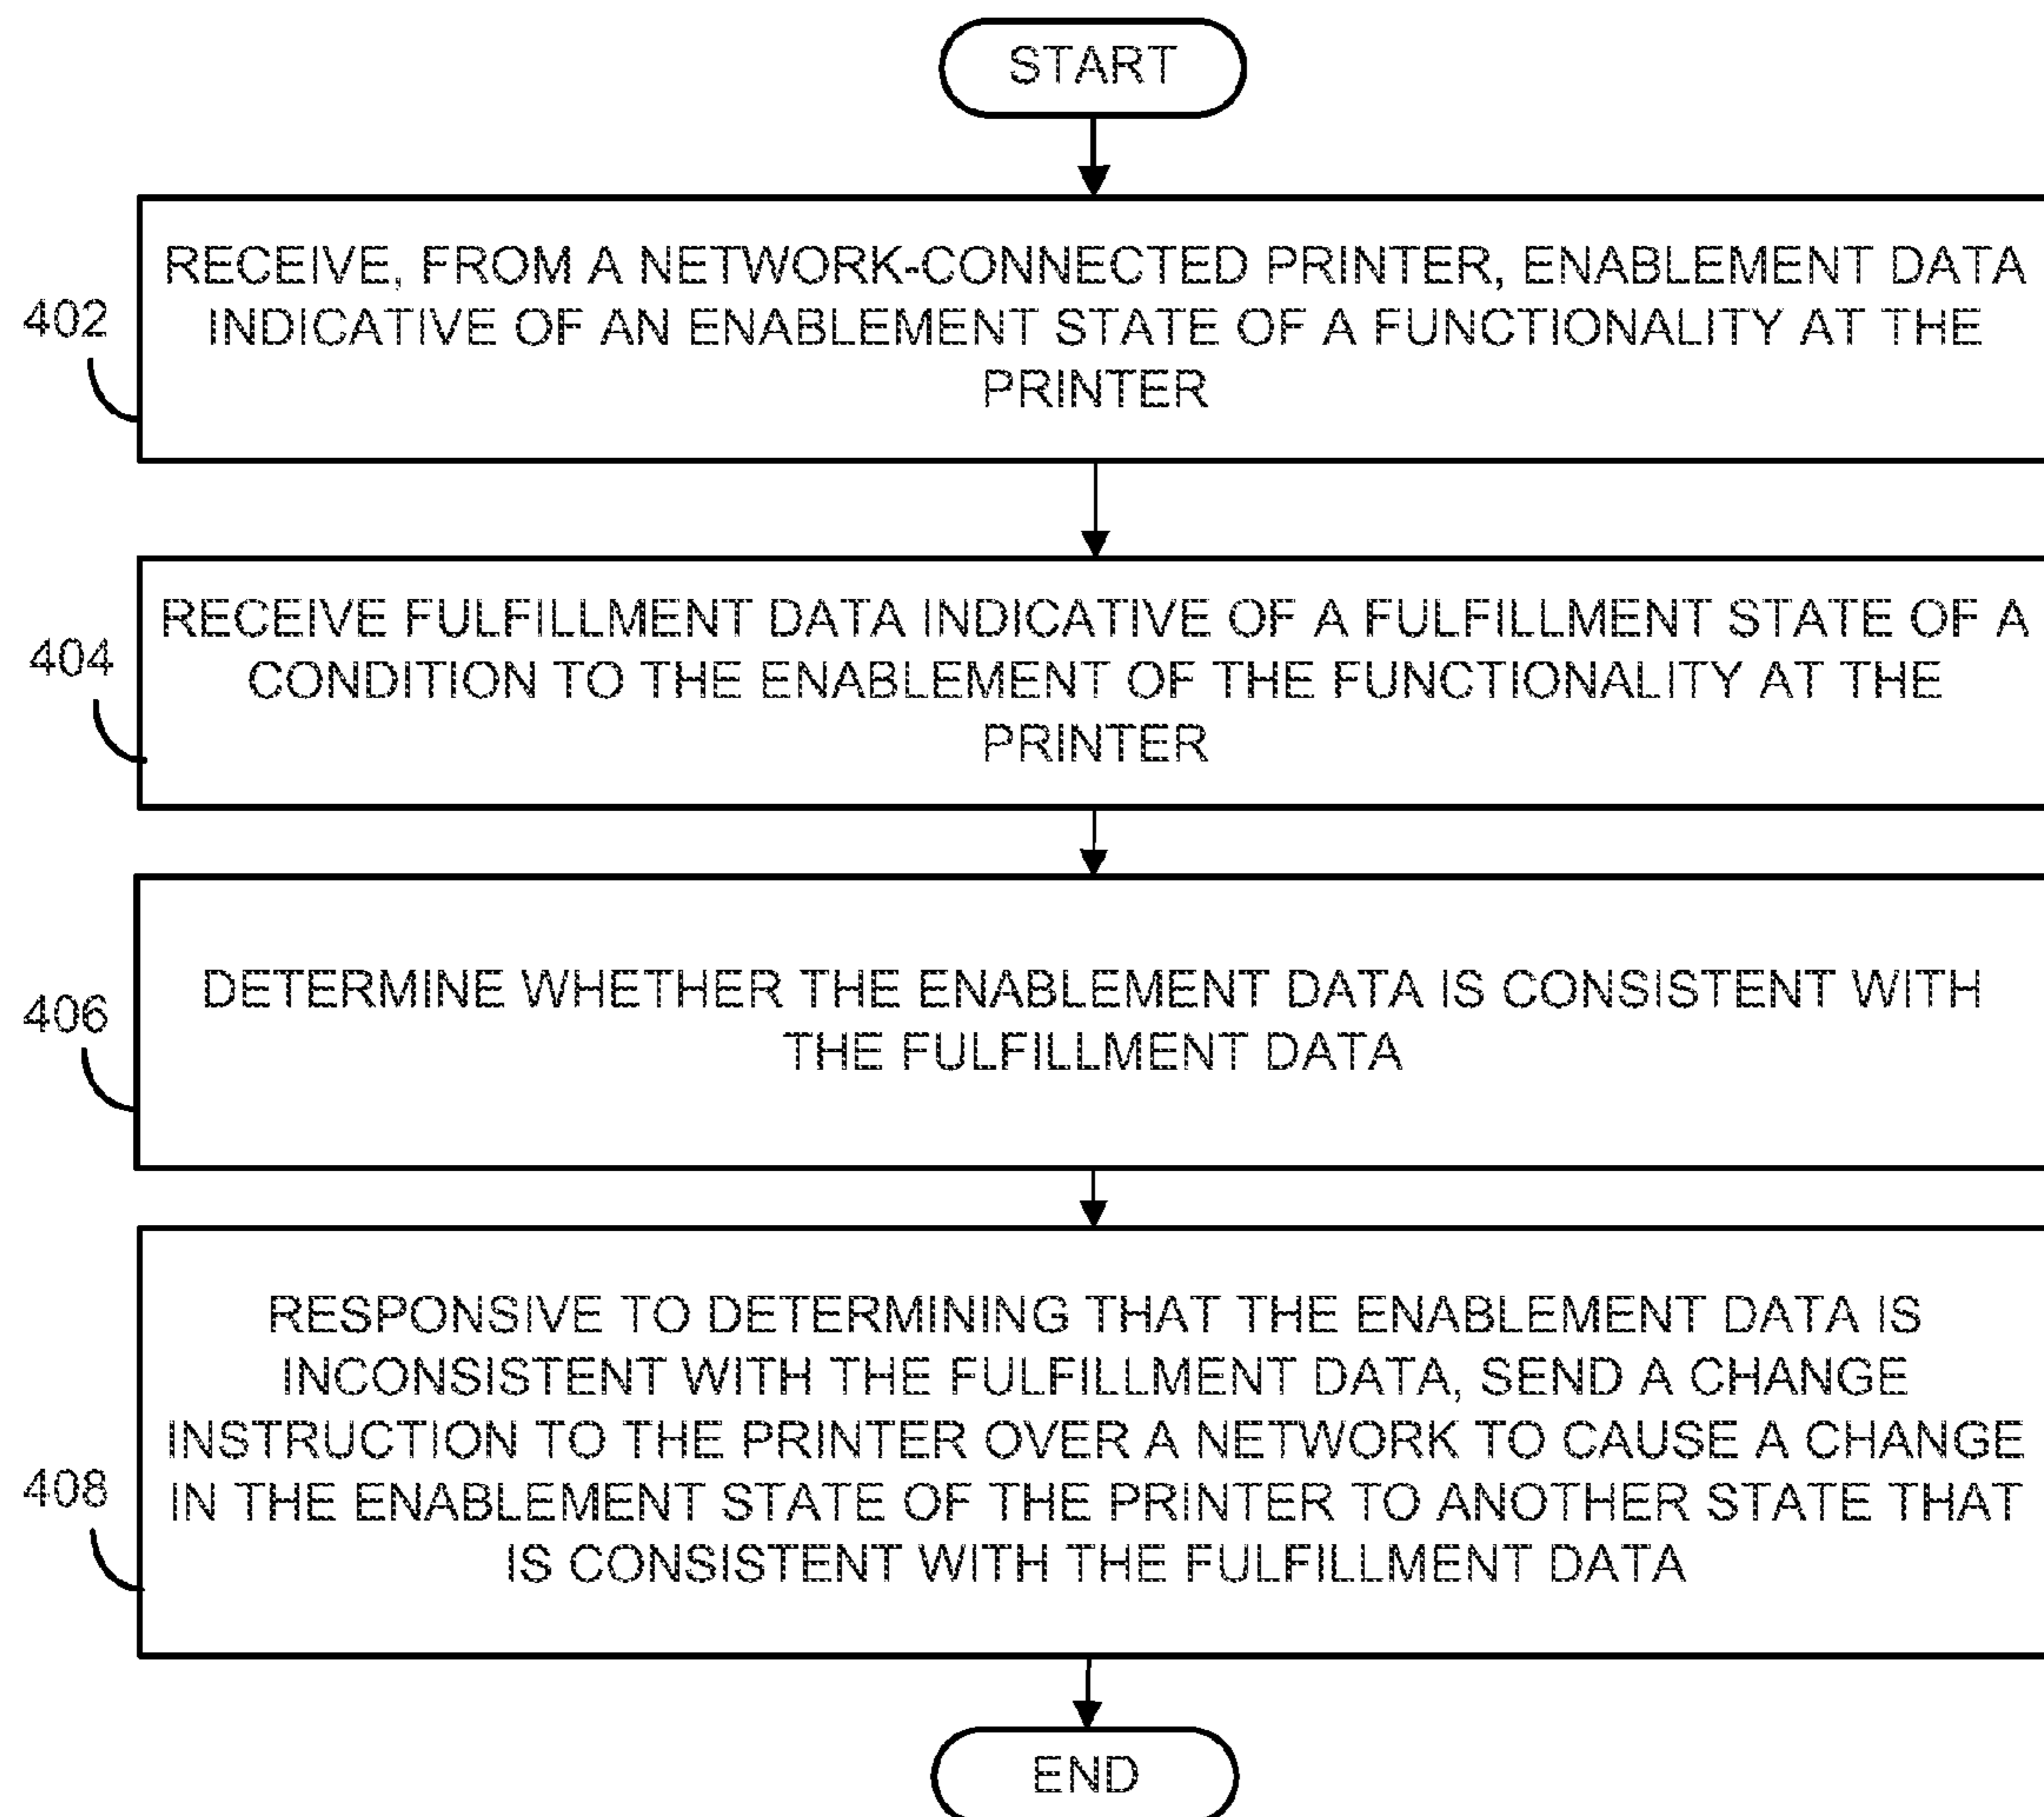 START
402
RECEIVE, FROM A NETWORK-CONNECTED PRINTER, ENABLEMENT DATA
INDICATIVE OF AN ENABLEMENT STATE OF A FUNCTIONALITY AT THE
PRINTER
404
RECEIVE FULFILLMENT DATA INDICATIVE OF A FULFILLMENT STATE OF A
CONDITION TO THE ENABLEMENT OF THE FUNCTIONALITY AT THE
PRINTER
406
DETERMINE WHETHER THE ENABLEMENT DATA IS CONSISTENT WITH
THE FULFILLMENT DATA
408
RESPONSIVE TO DETERMINING THAT THE ENABLEMENT DATA IS
INCONSISTENT WITH THE FULFILLMENT DATA, SEND A CHANGE
INSTRUCTION TO THE PRINTER OVER A NETWORK TO CAUSE A CHANGE
IN THE ENABLEMENT STATE OF THE PRINTER TO ANOTHER STATE THAT
IS CONSISTENT WITH THE FULFILLMENT DATA
END